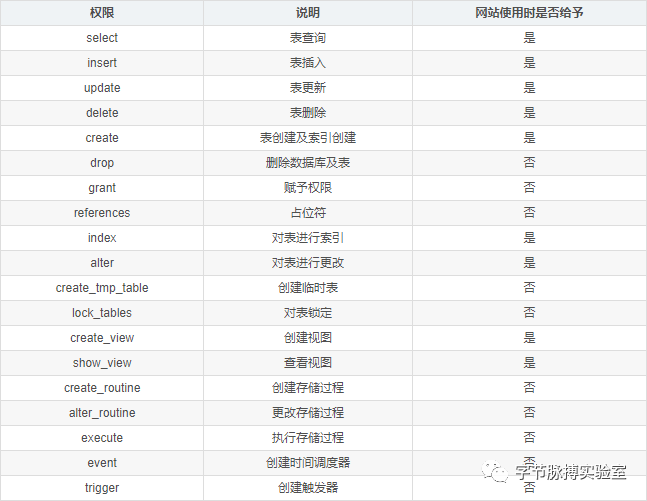 权限 说明 网站使用时是否给予
select 表查询 是
insert 表插入 是
update 表更新 是
delete 表删除 是
create 表创建及索引创建 是
drop 删除数据库及表 否
grant 赋予权限 否
references 占位符 否
index 对表进行索引 是
alter 对表进行更改 是
create_tmp_table 创建临时表 否
lock_tables 对表锁定 否
create_view 创建视图 是
show_view 查看视图 是
create_routine 创建存储过程 否
alter_routine 更改存储过程 否
execute 执行存储过程 否
event 创建时间调度器 否
字节脉搏实验室
trigger 创建触发器 否